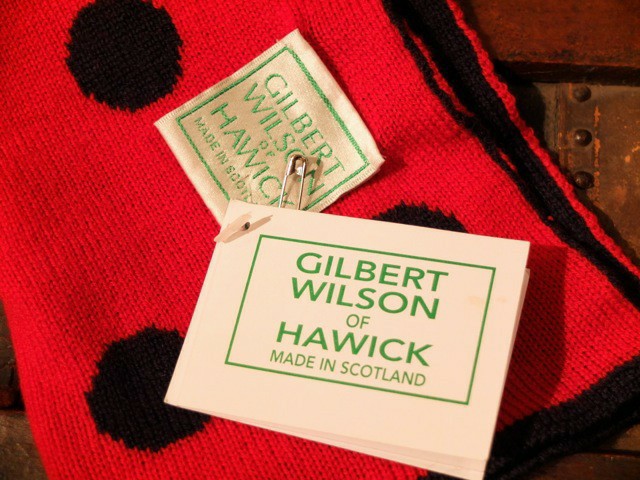 GILBERT
WILSON
OF
HAWICK
MADE IN
GILBERT
WILSON
OF
HAWICK
MADE IN SCOTLAND